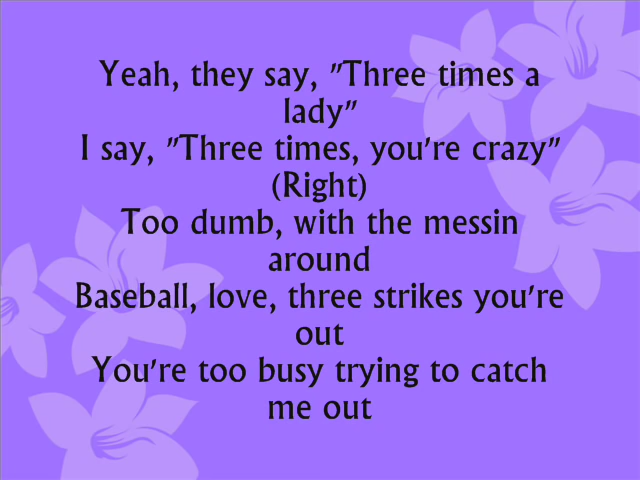 Yeah, they say, "Three times a
lady"
I say, "Three times, you're crazy"
(Right)
Too dumb, with the messin
around
Baseball, love, three strikes you're
out
You're too busy trying to catch
me out